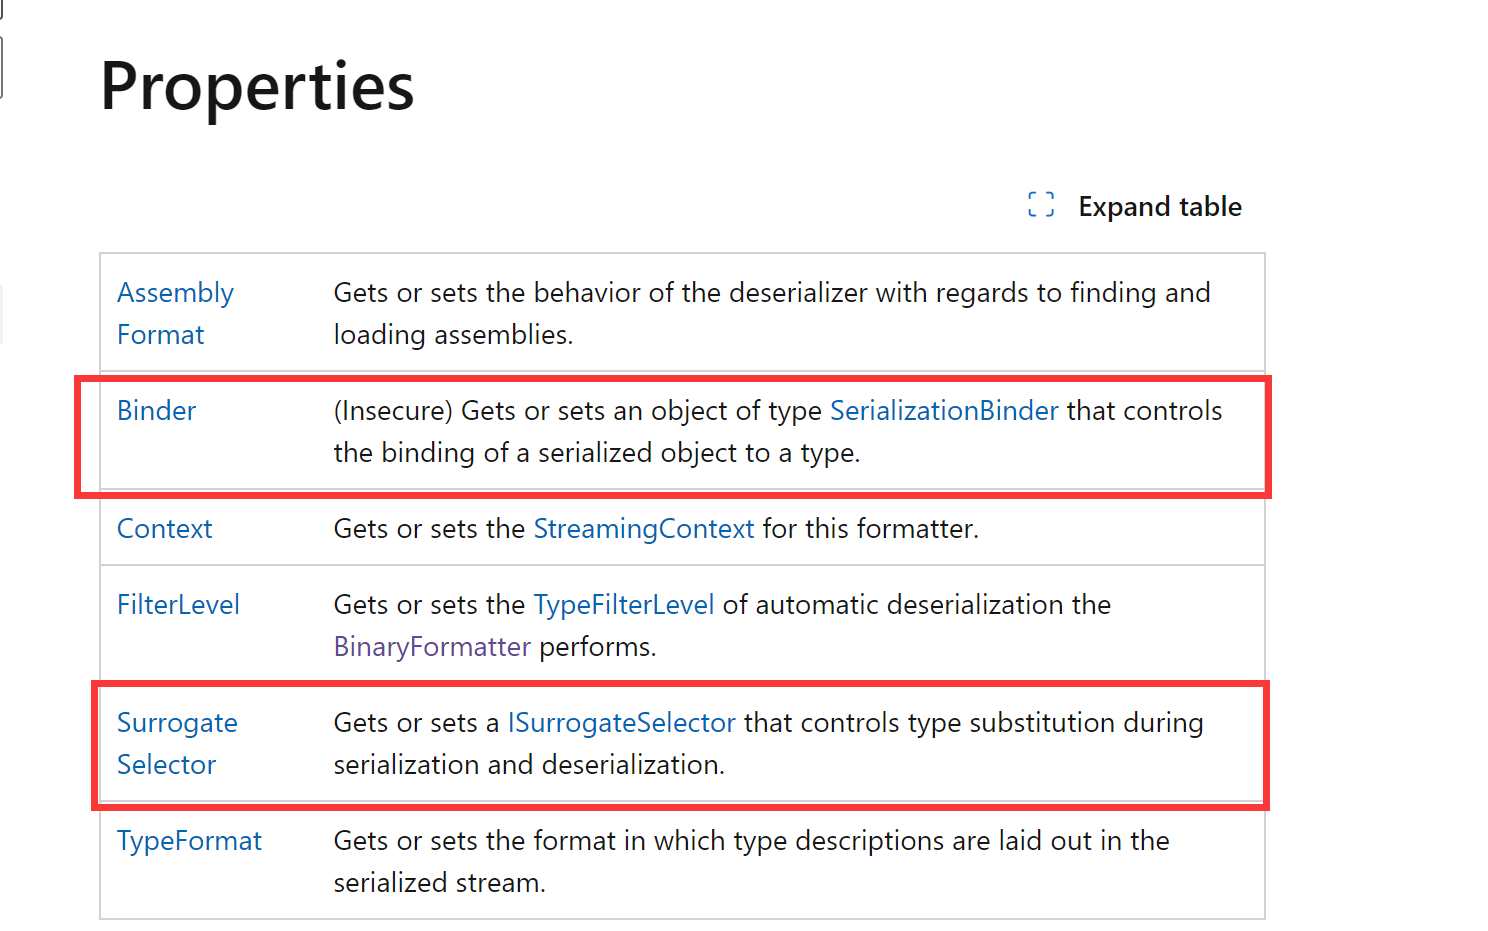 Properties
Expand table
Assembly Format
Gets or sets the behavior of the deserializer with regards to finding and
loading assemblies.
Binder
(Insecure) Gets or sets an object of type SerializationBinder that controls
the binding of a serialized object to a type.
Context
Gets or sets the StreamingContext for this formatter.
FilterLevel
Gets or sets the TypeFilterLevel of automatic deserialization the
BinaryFormatter performs.
Surrogate
Selector
Gets or sets a ISurrogateSelector that controls type substitution during
serialization and deserialization.
TypeFormat
Gets or sets the format in which type descriptions are laid out in the
serialized stream.